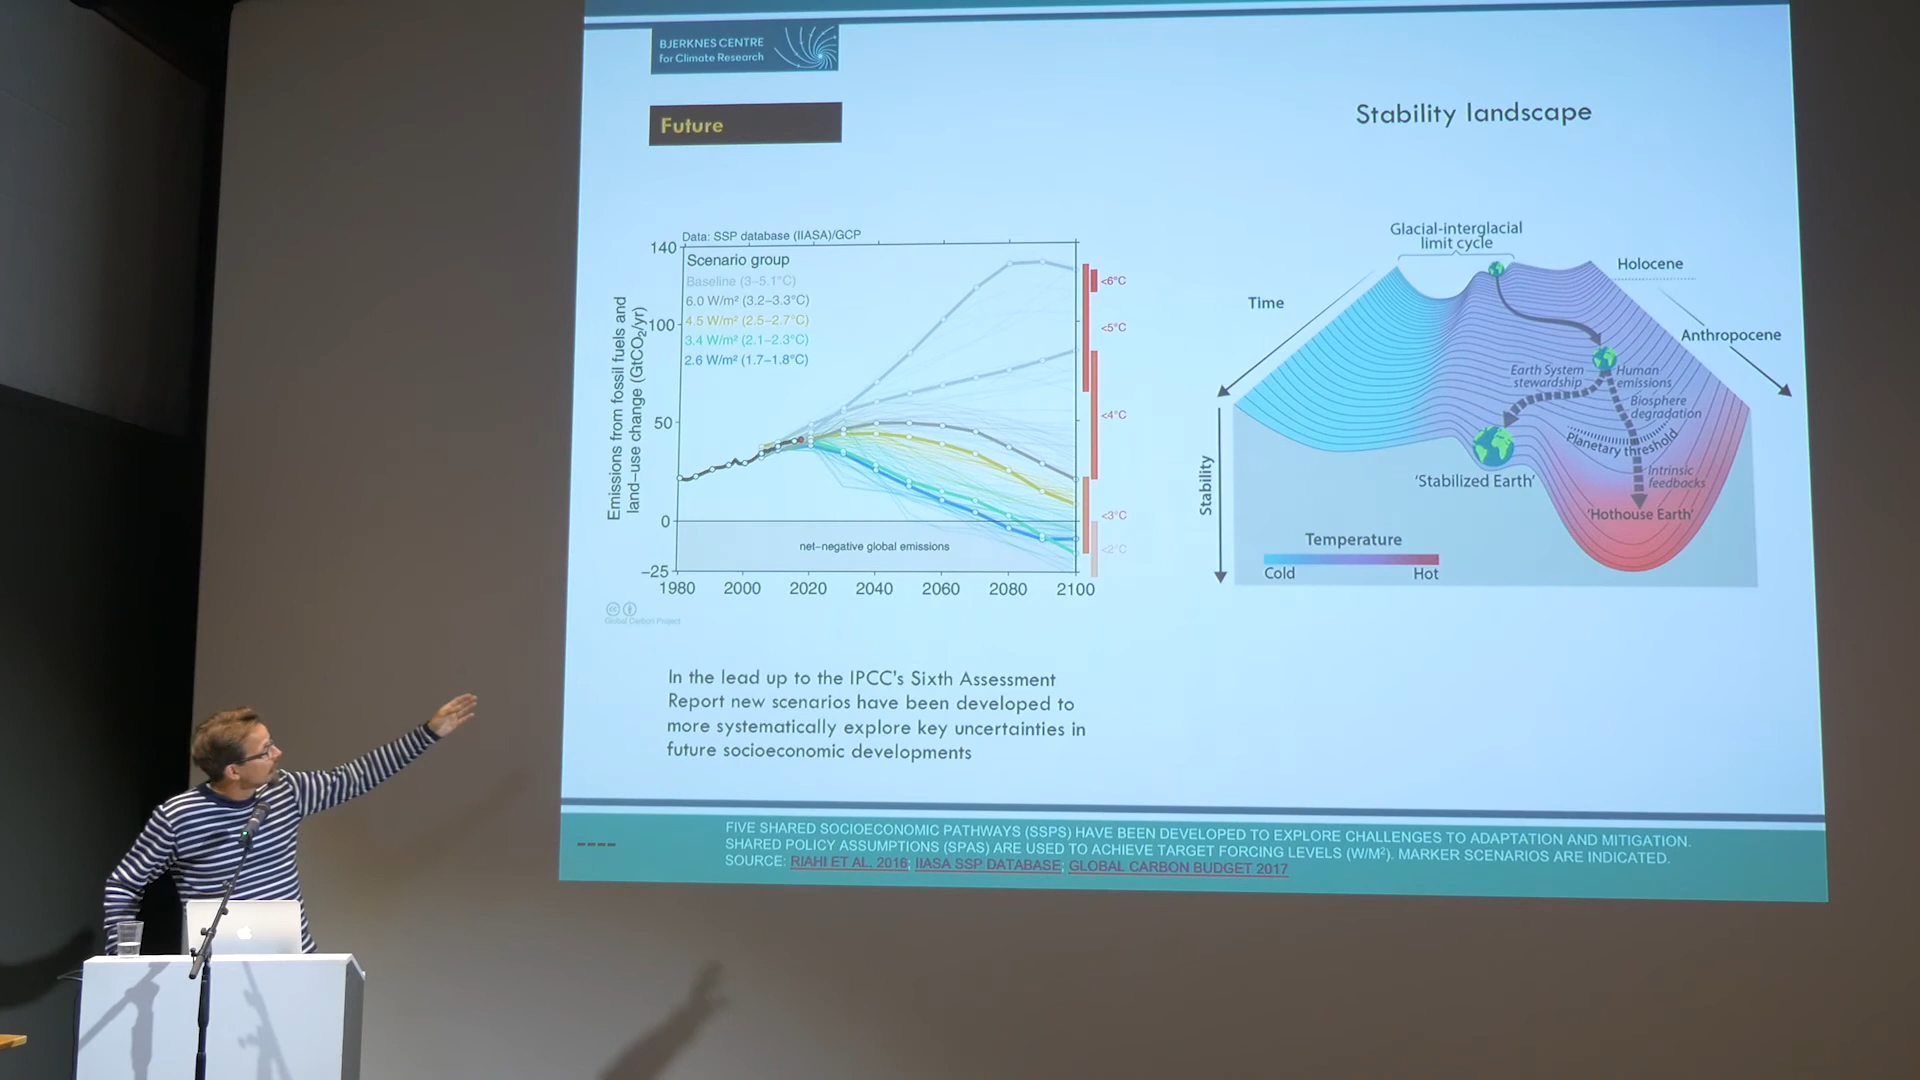 BJERKNES CENTRE
for Climate Research
Future
Stability landscape
Data: SSP database (IIASA)/GCP
Scenario group
Baseline (3–5.1°C)
6.0 W/m² (3.2–3.3°C)
4.5 W/m² (2.5–2.7°C)
3.4 W/m² (2.1–2.3°C)
2.6 W/m² (1.7–1.8°C)
Emissions from fossil fuels and
land–use change (GtCO₂/yr)
140
100
50
0
−25
net–negative global emissions
1980 2000 2020 2040 2060 2080 2100
<6°C
<5°C
<4°C
<3°C
<2°C
Global Carbon Project
Glacial-interglacial
limit cycle
Holocene
Time
Anthropocene
Earth System
stewardship
Human
emissions
Biosphere
degradation
Planetary threshold
Intrinsic
feedbacks
Stability
'Stabilized Earth'
'Hothouse Earth'
Temperature
Cold Hot
In the lead up to the IPCC's Sixth Assessment
Report new scenarios have been developed to
more systematically explore key uncertainties in
future socioeconomic developments
FIVE SHARED SOCIOECONOMIC PATHWAYS (SSPS) HAVE BEEN DEVELOPED TO EXPLORE CHALLENGES TO ADAPTATION AND MITIGATION.
SHARED POLICY ASSUMPTIONS (SPAS) ARE USED TO ACHIEVE TARGET FORCING LEVELS (W/M²). MARKER SCENARIOS ARE INDICATED.
SOURCE: RIAHI ET AL. 2016; IIASA SSP DATABASE; GLOBAL CARBON BUDGET 2017